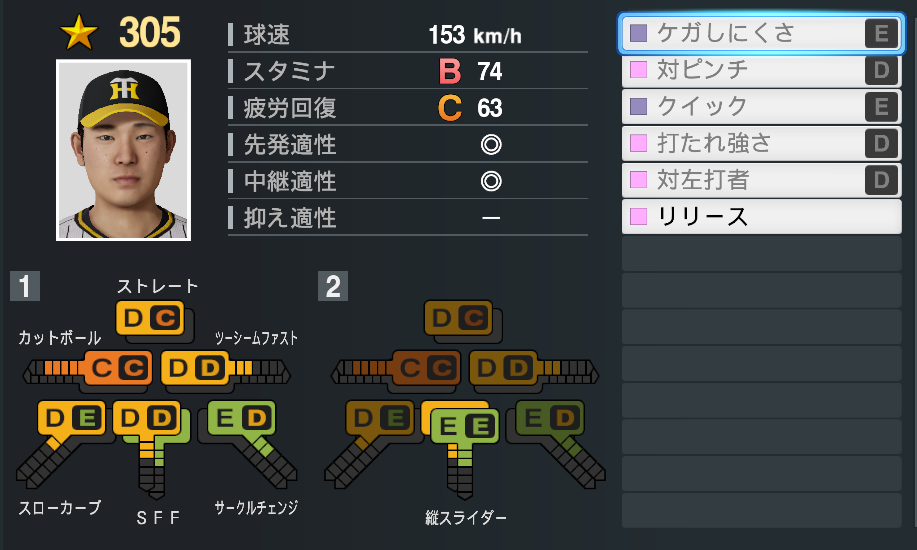 305
球速 153 km/h
スタミナ B 74
疲労回復 C 63
先発適性 ◎
中継適性 ◎
抑え適性 —
ケガしにくさ E
対ピンチ D
クイック E
打たれ強さ D
対左打者 D
リリース
1
ストレート
D C
カットボール
ツーシームファスト
C C
D D
D E
D D
E D
スローカーブ
SFF
サークルチェンジ
2
D C
C C
D D
D E
E E
E D
縦スライダー